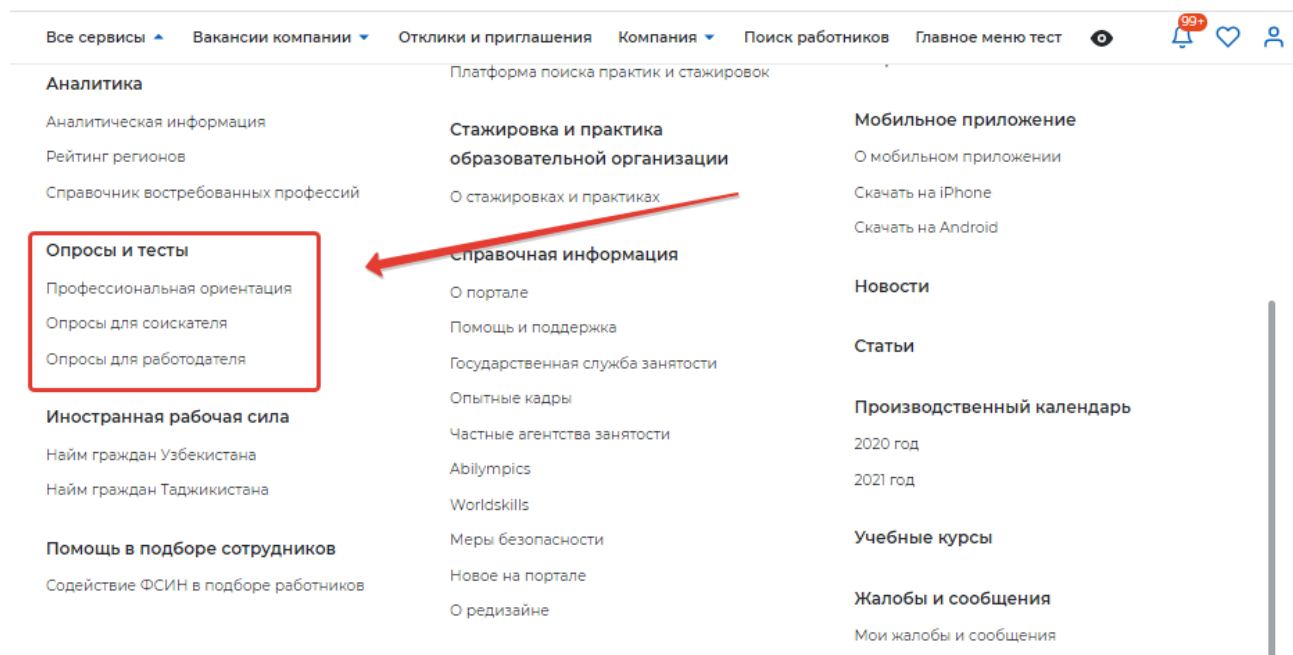 Все сервисы Вакансии компании Отклики и приглашения Компания Поиск работников Главное меню тест 99+
Аналитика
Аналитическая информация
Рейтинг регионов
Справочник востребованных профессий
Опросы и тесты
Профессиональная ориентация
Опросы для соискателя
Опросы для работодателя
Иностранная рабочая сила
Найм граждан Узбекистана
Найм граждан Таджикистана
Помощь в подборе сотрудников
Содействие ФСИН в подборе работников
Платформа поиска практик и стажировок
Стажировка и практика
образовательной организации
О стажировках и практиках
Справочная информация
О портале
Помощь и поддержка
Государственная служба занятости
Опытные кадры
Частные агентства занятости
Abilympics
Worldskills
Меры безопасности
Новое на портале
О редизайне
Мобильное приложение
О мобильном приложении
Скачать на iPhone
Скачать на Android
Новости
Статьи
Производственный календарь
2020 год
2021 год
Учебные курсы
Жалобы и сообщения
Мои жалобы и сообщения